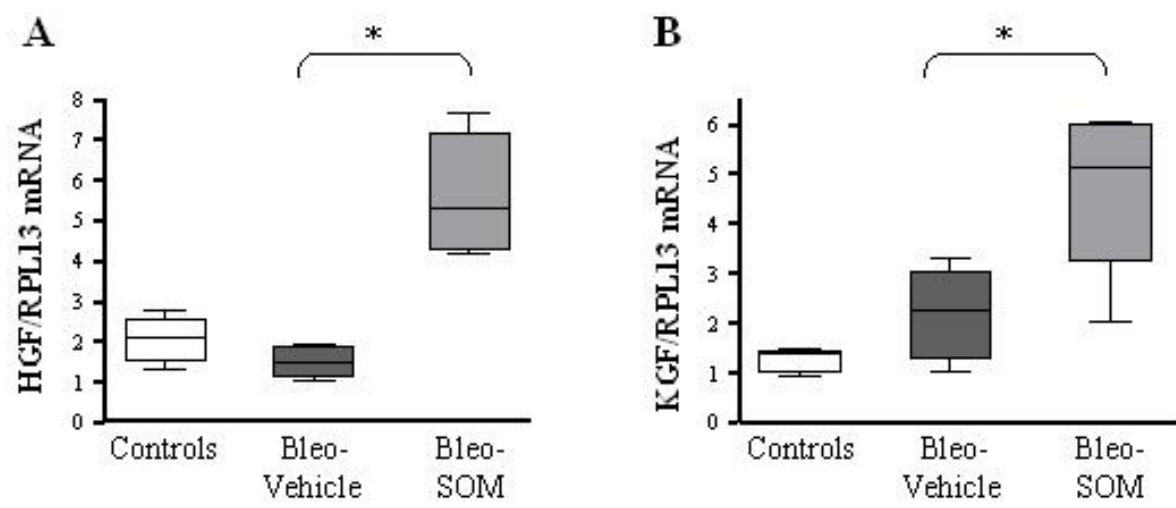 A
*
HGF/RPL13 mRNA
8
7
6
5
4
3
2
1
0
Controls
Bleo-
Vehicle
Bleo-
SOM
B
*
KGF/RPL13 mRNA
6
5
4
3
2
1
0
Controls
Bleo-
Vehicle
Bleo-
SOM